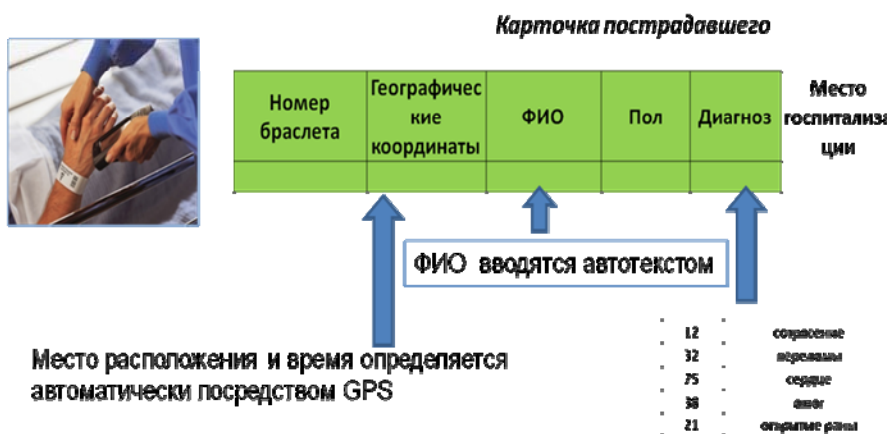 Карточка пострадавшего
Номер браслета
Географичес кие координаты
ФИО
Пол
Диагноз
Место госпитализа ции
ФИО вводятся автотекстом
Место расположения и время определяется
автоматически посредством GPS
12 сотрясение
32 переломы
75 сердце
38 ожог
21 открытые раны